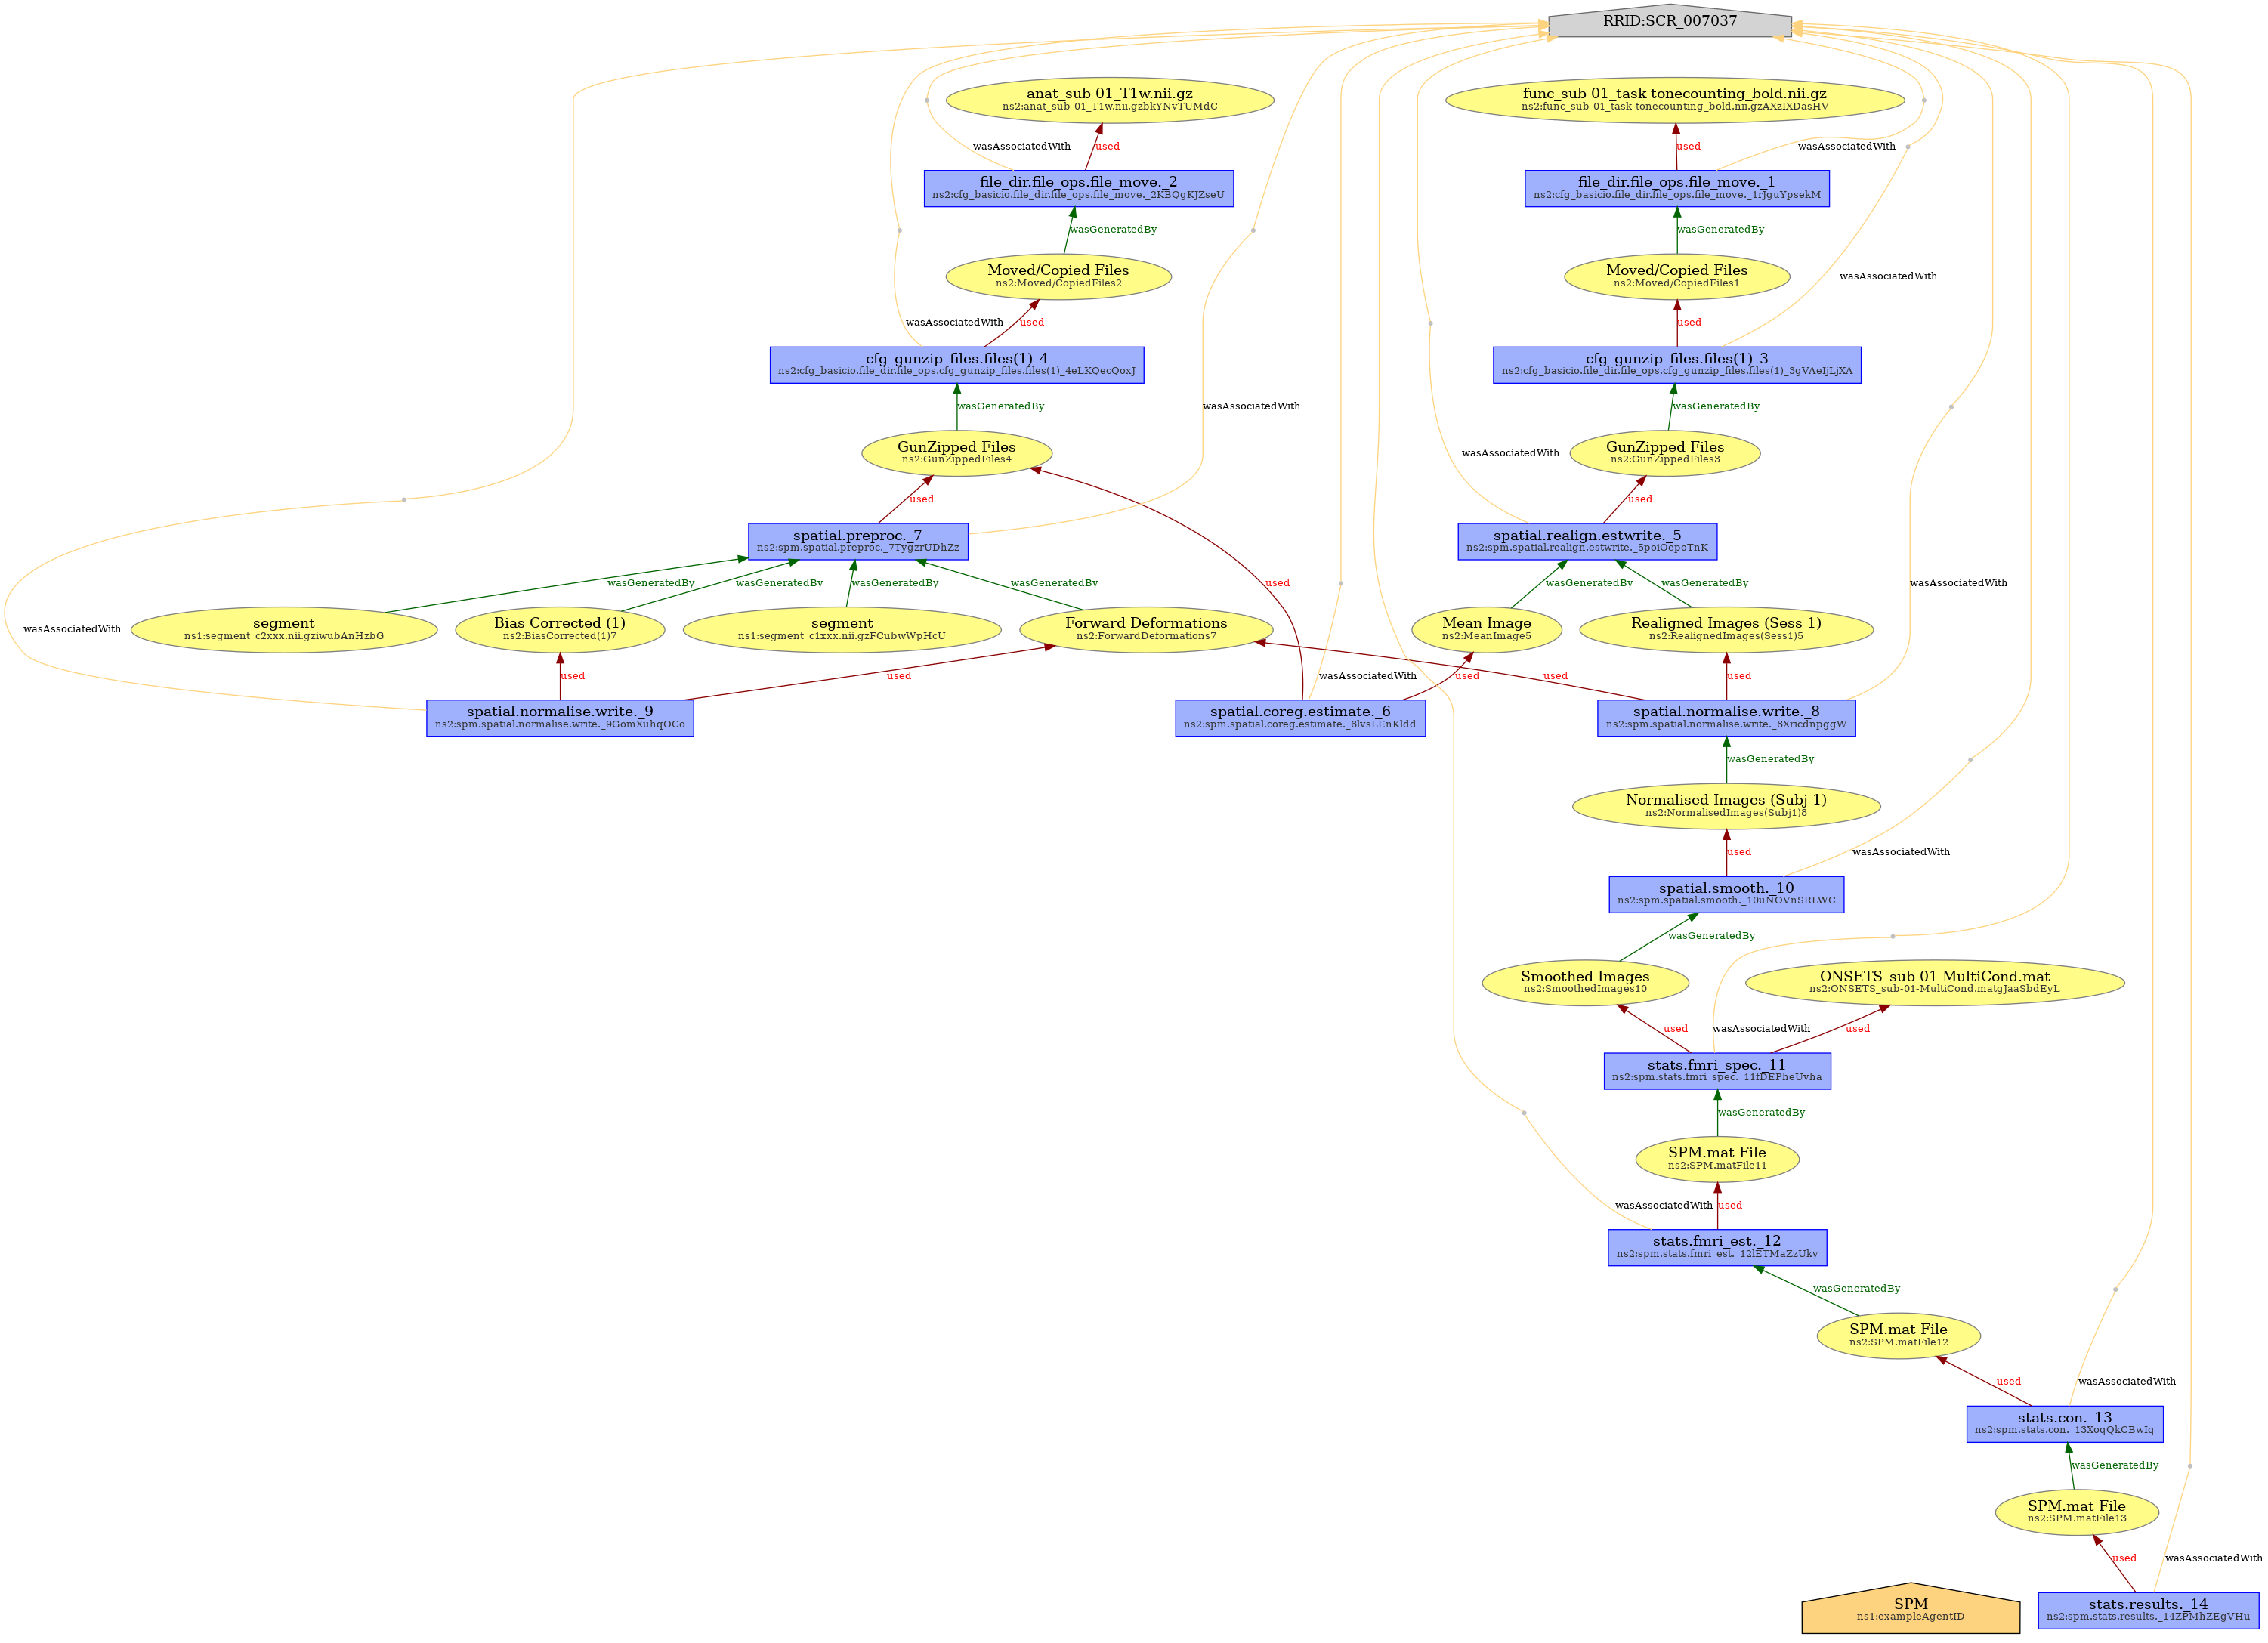 RRID:SCR_007037
anat_sub-01_T1w.nii.gz
ns2:anat_sub-01_T1w.nii.gzbkYNvTUMdC
func_sub-01_task-tonecounting_bold.nii.gz
ns2:func_sub-01_task-tonecounting_bold.nii.gzAXzIXDasHV
wasAssociatedWith
used
used
wasAssociatedWith
file_dir.file_ops.file_move._2
ns2:cfg_basicio.file_dir.file_ops.file_move._2KBQgKJZseU
file_dir.file_ops.file_move._1
ns2:cfg_basicio.file_dir.file_ops.file_move._1rJguYpsekM
wasGeneratedBy
wasGeneratedBy
Moved/Copied Files
ns2:Moved/CopiedFiles2
Moved/Copied Files
ns2:Moved/CopiedFiles1
wasAssociatedWith
wasAssociatedWith
used
used
cfg_gunzip_files.files(1)_4
ns2:cfg_basicio.file_dir.file_ops.cfg_gunzip_files.files(1)_4eLKQecQoxJ
cfg_gunzip_files.files(1)_3
ns2:cfg_basicio.file_dir.file_ops.cfg_gunzip_files.files(1)_3gVAeIjLjXA
wasGeneratedBy
wasAssociatedWith
wasGeneratedBy
GunZipped Files
ns2:GunZippedFiles4
GunZipped Files
ns2:GunZippedFiles3
wasAssociatedWith
used
used
spatial.preproc._7
ns2:spm.spatial.preproc._7TygzrUDhZz
spatial.realign.estwrite._5
ns2:spm.spatial.realign.estwrite._5poiOepoTnK
wasGeneratedBy
wasGeneratedBy
wasGeneratedBy
wasGeneratedBy
used
wasGeneratedBy
wasGeneratedBy
wasAssociatedWith
wasAssociatedWith
segment
ns1:segment_c2xxx.nii.gziwubAnHzbG
Bias Corrected (1)
ns2:BiasCorrected(1)7
segment
ns1:segment_c1xxx.nii.gzFCubwWpHcU
Forward Deformations
ns2:ForwardDeformations7
Mean Image
ns2:MeanImage5
Realigned Images (Sess 1)
ns2:RealignedImages(Sess1)5
used
used
wasAssociatedWith
used
used
used
spatial.normalise.write._9
ns2:spm.spatial.normalise.write._9GomXuhqOCo
spatial.coreg.estimate._6
ns2:spm.spatial.coreg.estimate._6lvsLEnKldd
spatial.normalise.write._8
ns2:spm.spatial.normalise.write._8XricdnpggW
wasGeneratedBy
Normalised Images (Subj 1)
ns2:NormalisedImages(Subj1)8
used
wasAssociatedWith
spatial.smooth._10
ns2:spm.spatial.smooth._10uNOVnSRLWC
wasGeneratedBy
Smoothed Images
ns2:SmoothedImages10
ONSETS_sub-01-MultiCond.mat
ns2:ONSETS_sub-01-MultiCond.matgJaaSbdEyL
used
wasAssociatedWith
used
stats.fmri_spec._11
ns2:spm.stats.fmri_spec._11fDEPheUvha
wasGeneratedBy
SPM.mat File
ns2:SPM.matFile11
wasAssociatedWith
used
stats.fmri_est._12
ns2:spm.stats.fmri_est._12lETMaZzUky
wasGeneratedBy
SPM.mat File
ns2:SPM.matFile12
used
wasAssociatedWith
stats.con._13
ns2:spm.stats.con._13XoqQkCBwIq
wasGeneratedBy
SPM.mat File
ns2:SPM.matFile13
used
wasAssociatedWith
SPM
ns1:exampleAgentID
stats.results._14
ns2:spm.stats.results._14ZPMhZEgVHu